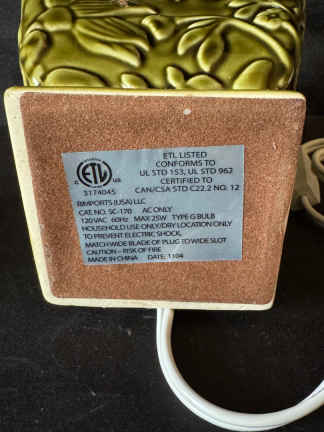 ETL LISTED
CONFORMS TO
UL STD 153, UL STD 962
CERTIFIED TO
CAN/CSA STD C22.2 NO. 12
C ETL US
3174045
RIMPORTS (USA) LLC
CAT. NO. SC-170 AC ONLY
120VAC 60Hz MAX 25W TYPE G BULB
HOUSEHOLD USE ONLY/DRY LOCATION ONLY
TO PREVENT ELECTRIC SHOCK,
MATCH WIDE BLADE OF PLUG TO WIDE SLOT
CAUTION – RISK OF FIRE
MADE IN CHINA DATE: 1104